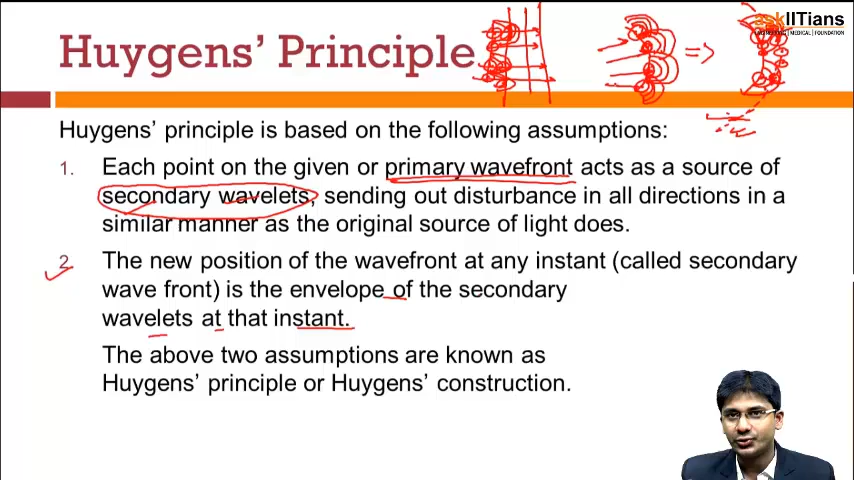 askIITians
ENGINEERING | MEDICAL | FOUNDATION
Huygens' Principle
Huygens' principle is based on the following assumptions:
1. Each point on the given or primary wavefront acts as a source of
secondary wavelets, sending out disturbance in all directions in a
similar manner as the original source of light does.
2. The new position of the wavefront at any instant (called secondary
wave front) is the envelope of the secondary
wavelets at that instant.
The above two assumptions are known as
Huygens' principle or Huygens' construction.